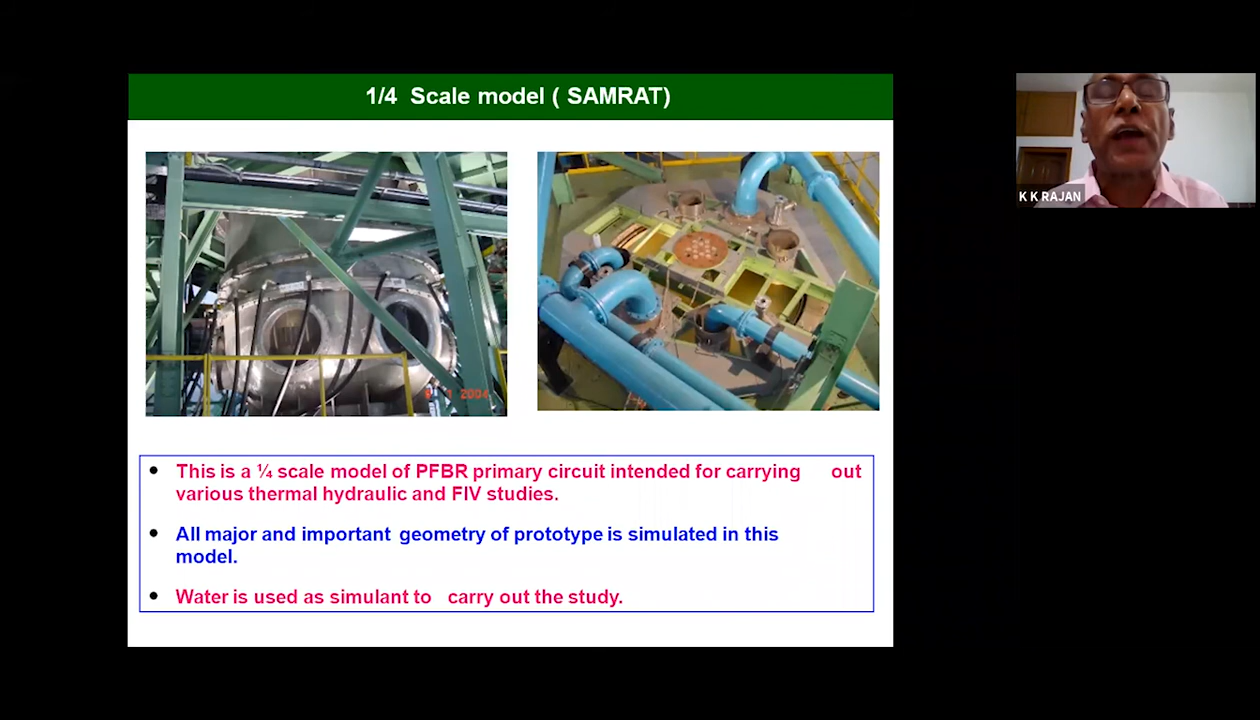 1/4 Scale model ( SAMRAT)
K K RAJAN
2004
• This is a ¼ scale model of PFBR primary circuit intended for carrying out
various thermal hydraulic and FIV studies.
• All major and important geometry of prototype is simulated in this
model.
• Water is used as simulant to carry out the study.